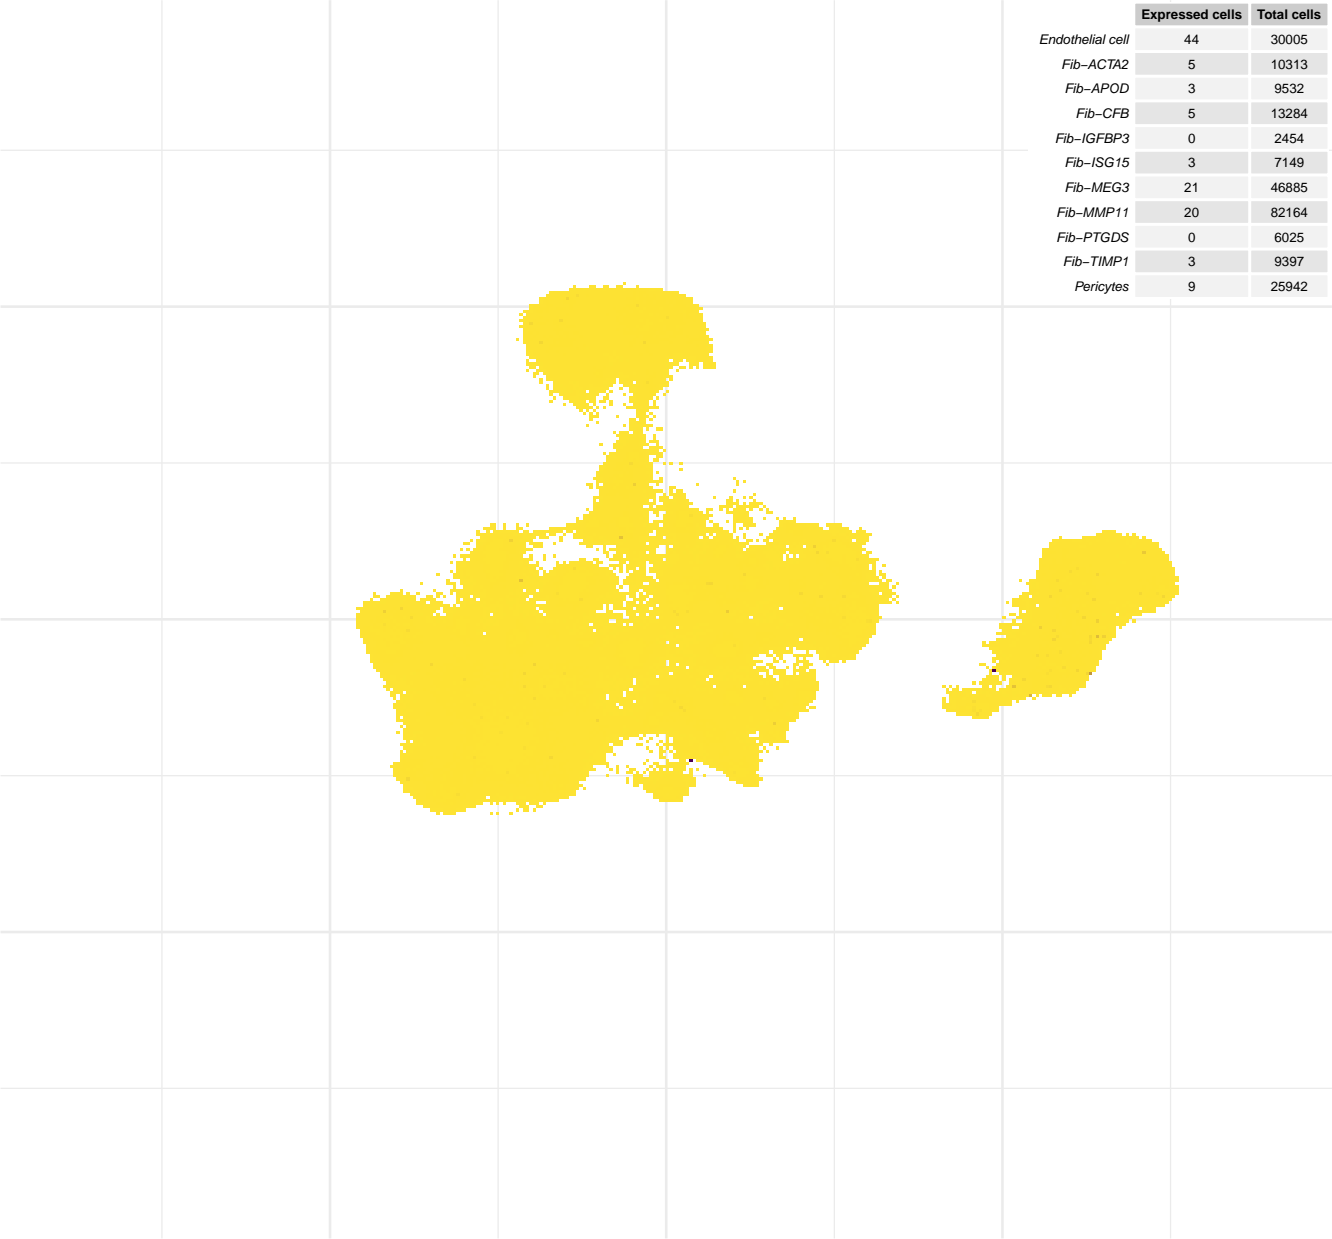 Expressed cells Total cells
Endothelial cell 44 30005
Fib−ACTA2 5 10313
Fib−APOD 3 9532
Fib−CFB 5 13284
Fib−IGFBP3 0 2454
Fib−ISG15 3 7149
Fib−MEG3 21 46885
Fib−MMP11 20 82164
Fib−PTGDS 0 6025
Fib−TIMP1 3 9397
Pericytes 9 25942